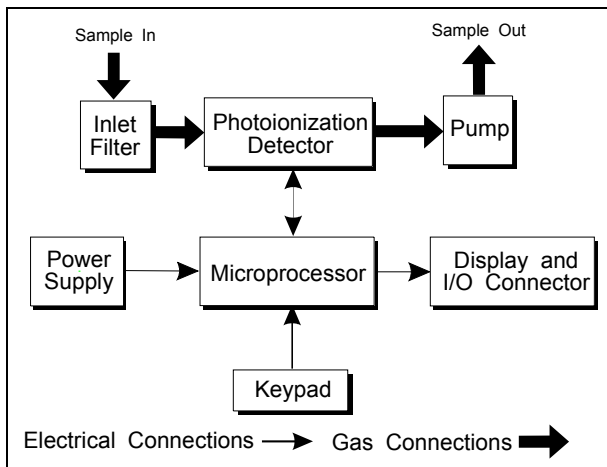 Sample In
Sample Out
Inlet
Filter
Photoionization
Detector
Pump
Power
Supply
Microprocessor
Display and
I/O Connector
Keypad
Electrical Connections
Gas Connections